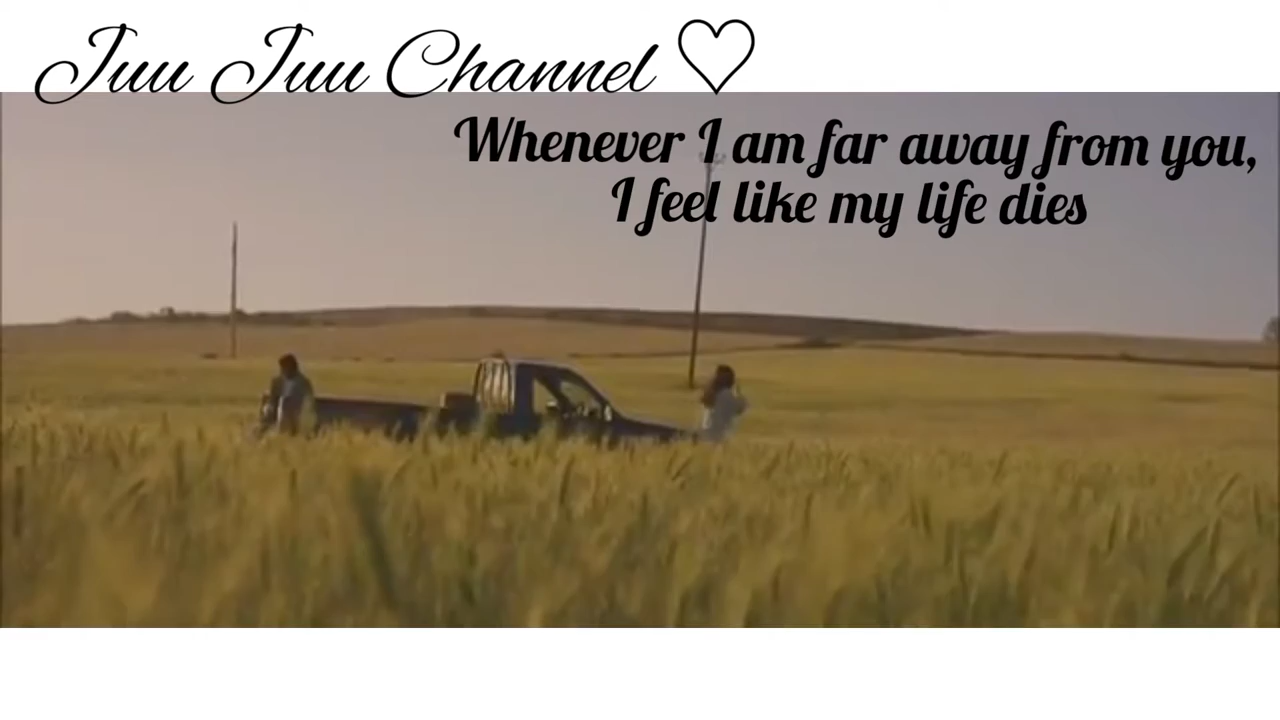 Juu Juu Channel ♡
Whenever I am far away from you,
I feel like my life dies